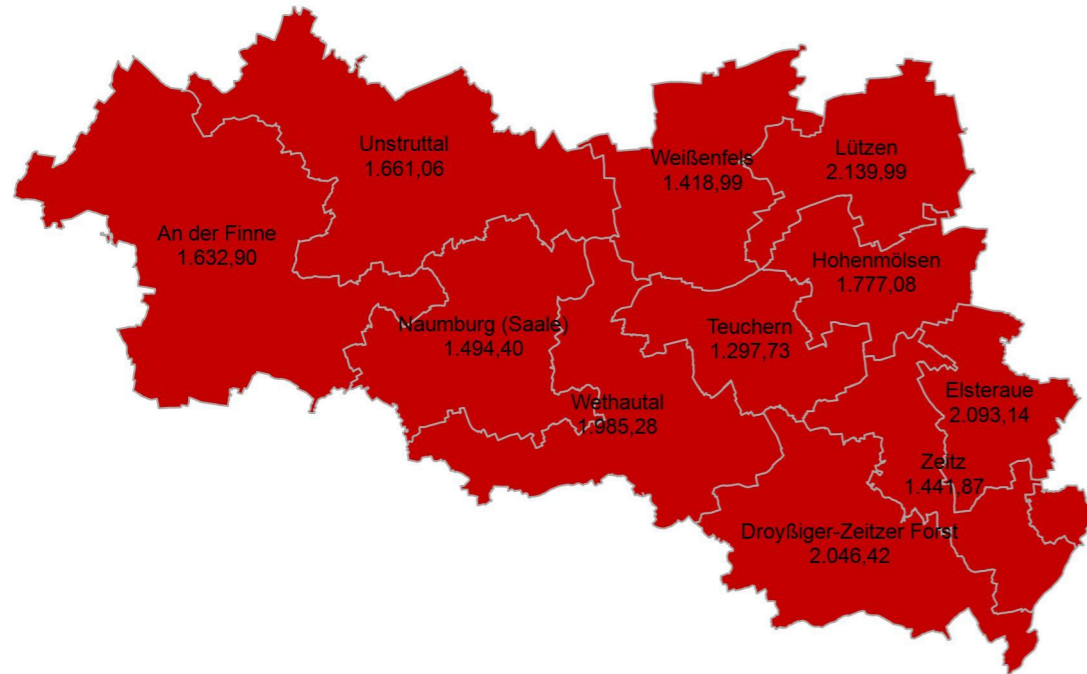 Unstruttal
1.661,06
Weißenfels
1.418,99
Lützen
2.139,99
An der Finne
1.632,90
Hohenmölsen
1.777,08
Naumburg (Saale)
1.494,40
Teuchern
1.297,73
Wethautal
1.985,28
Elsteraue
2.093,14
Zeitz
1.441,87
Droyßiger-Zeitzer Forst
2.046,42